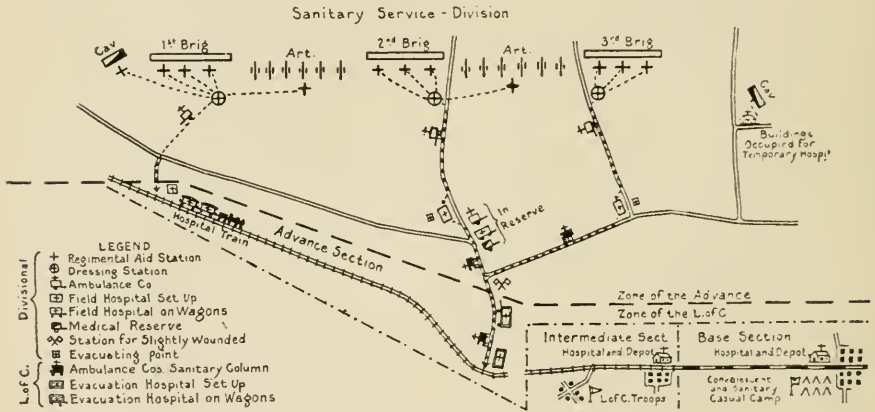 Sanitary Service - Division
Cav
1st Brig
Art.
2nd Brig
Art.
3rd Brig
Cav
Buildings
Occupied for
Temporary Hospit
In
Reserve
Hospital Train
Advance Section
Zone of the Advance
Zone of the L. of C
LEGEND
Divisional
Regimental Aid Station
Dressing Station
Ambulance Co
Field Hospital Set Up
Field Hospital on Wagons
Medical Reserve
Station for Slightly Wounded
Evacuating point
L. of C.
Ambulance Cos. Sanitary Column
Evacuation Hospital Set Up
Evacuation Hospital on Wagons
Intermediate Sect
Hospital and Depot
L. of C. Troops
Base Section
Hospital and Depot
Convalescent
and Sanitary
Casual Camp